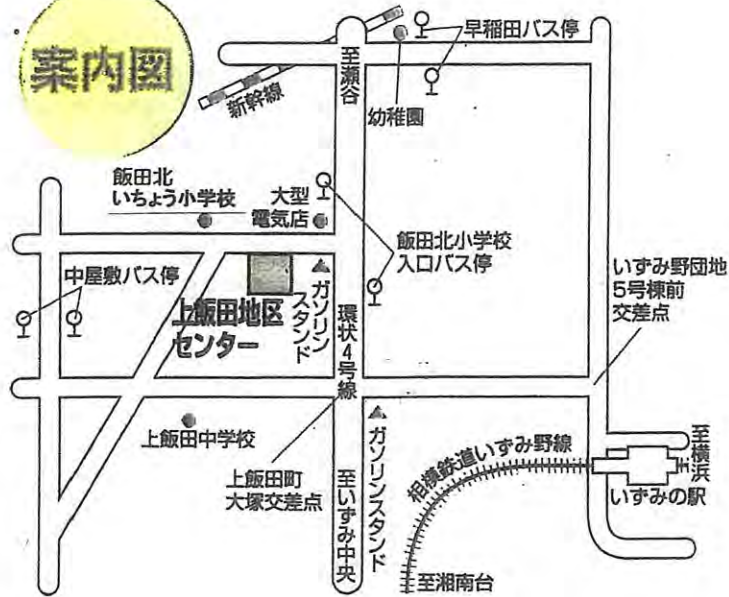 案内図
至瀬谷
早稲田バス停
新幹線
幼稚園
飯田北
いちょう小学校
大型
電気店
飯田北小学校
入口バス停
いずみ野団地
5号棟前
交差点
中屋敷バス停
上飯田地区
センター
ガソリン
スタンド
環状4号線
上飯田中学校
上飯田町
大塚交差点
至いずみ中央
ガソリンスタンド
相模鉄道いずみ野線
至横浜
いずみの駅
至湘南台